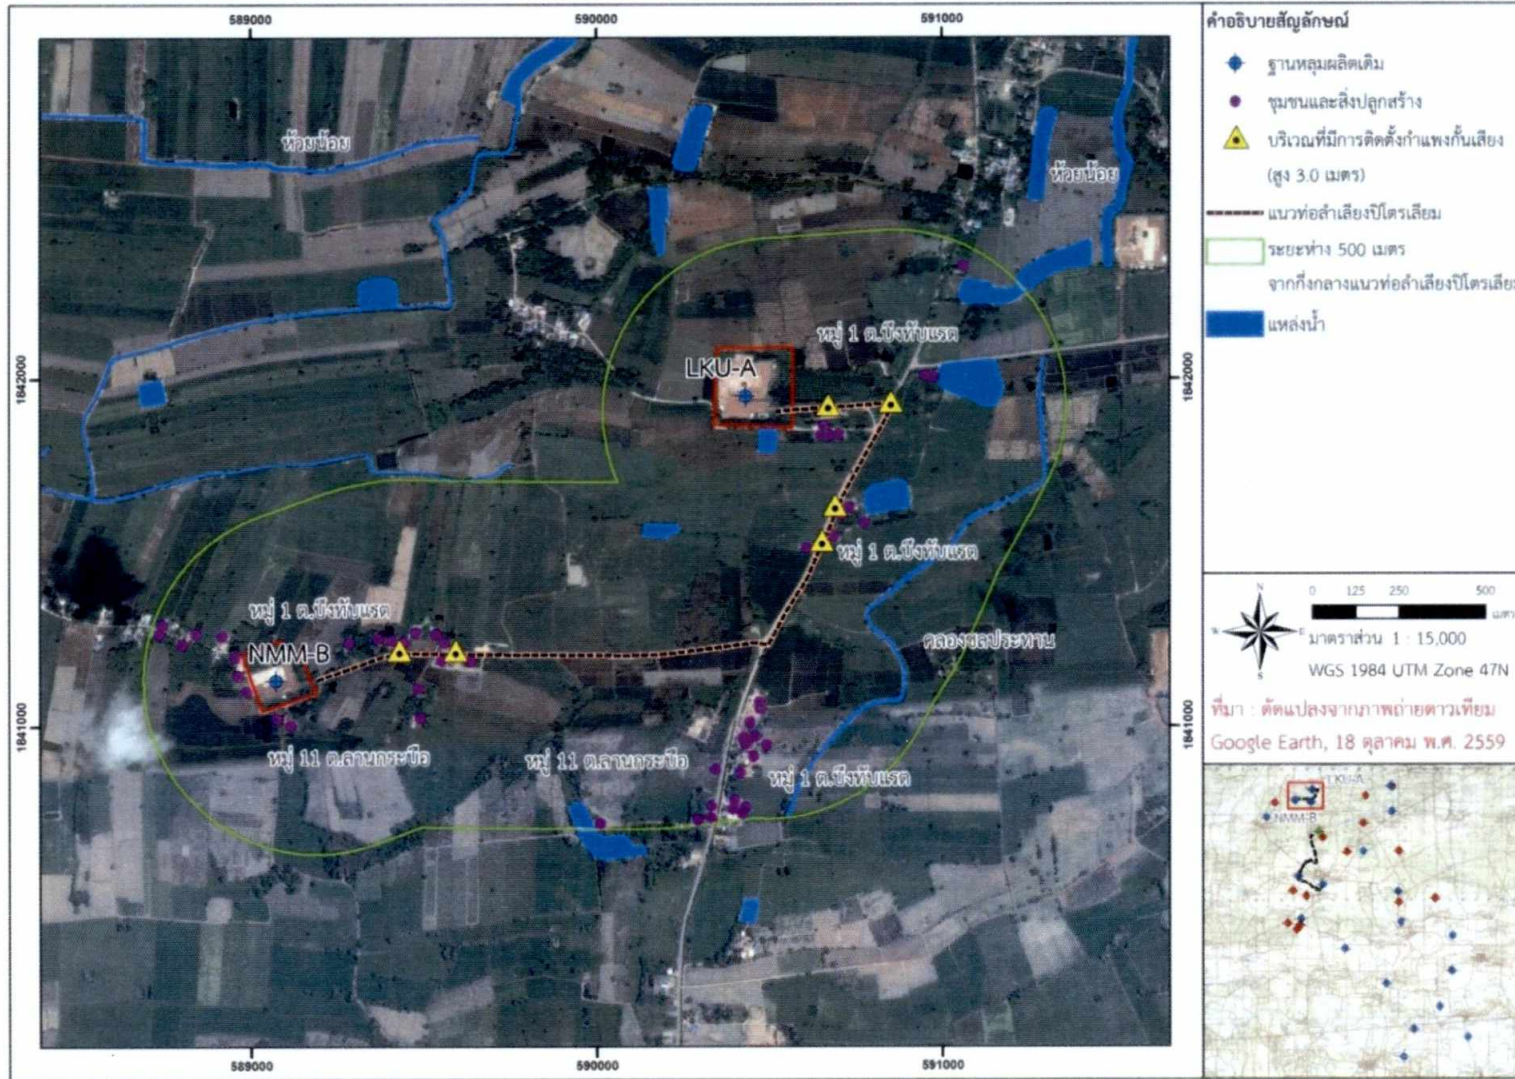 589000
590000
591000
1842000
1841000
1842000
1841000
589000
590000
591000
ห้วยน้อย
ห้วยน้อย
หมู่ 1 ต.บึงทับแรต
LKU-A
หมู่ 1 ต.บึงทับแรต
หมู่ 1 ต.บึงทับแรต
NMM-B
คลองชลประทาน
หมู่ 11 ต.ลานกระบือ
หมู่ 11 ต.ลานกระบือ
หมู่ 1 ต.บึงทับแรต
คำอธิบายสัญลักษณ์
ฐานหลุมผลิตเดิม
ชุมชนและสิ่งปลูกสร้าง
บริเวณที่มีการติดตั้งกำแพงกั้นเสียง
(สูง 3.0 เมตร)
แนวท่อลำเลียงปิโตรเลียม
ระยะห่าง 500 เมตร
จากกึ่งกลางแนวท่อลำเลียงปิโตรเลียม
แหล่งน้ำ
N
W
E
S
0 125 250 500
เมตร
มาตราส่วน 1 : 15,000
WGS 1984 UTM Zone 47N
ที่มา : ดัดแปลงจากภาพถ่ายดาวเทียม
Google Earth, 18 ตุลาคม พ.ศ. 2559
LKU-A
NMM-B